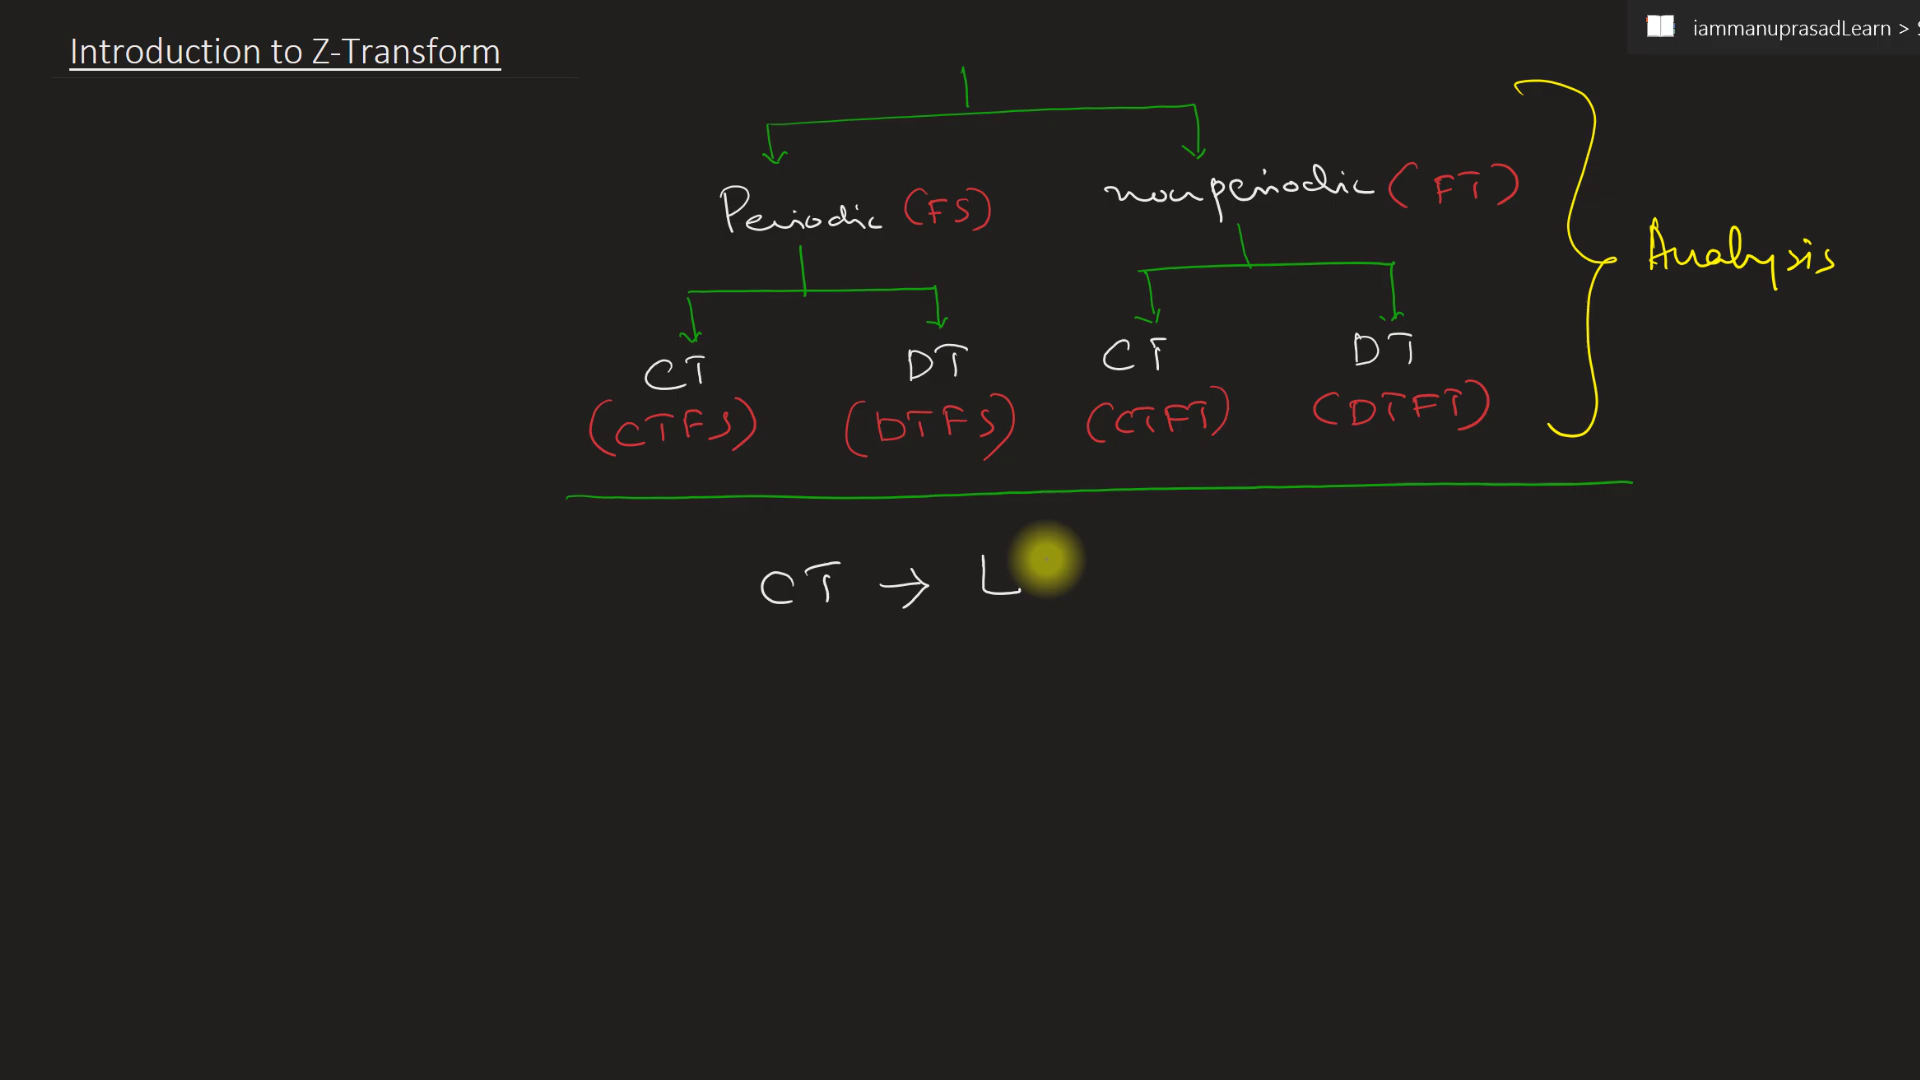 Introduction to Z-Transform
iammanuprasadLearn > S
Periodic (FS)
nonperiodic (FT)
Analysis
CT DT CT DT
(CTFS) (DTFS) (CTFT) (DTFT)
CT → L